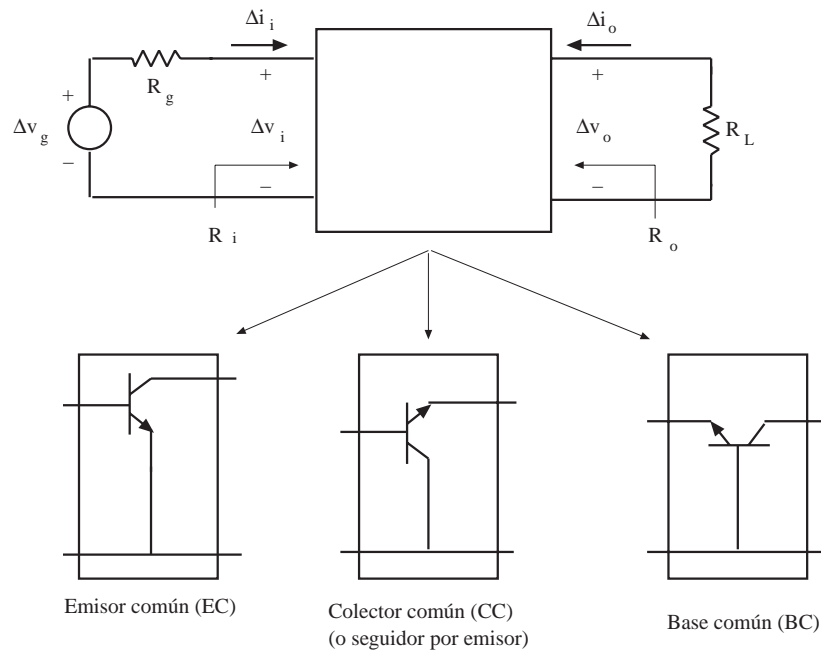 Δi i
Δi o
+
R g
+
+
Δv g
Δv i
Δv o
R L
−
−
−
R i
R o
Emisor común (EC)
Colector común (CC)
(o seguidor por emisor)
Base común (BC)